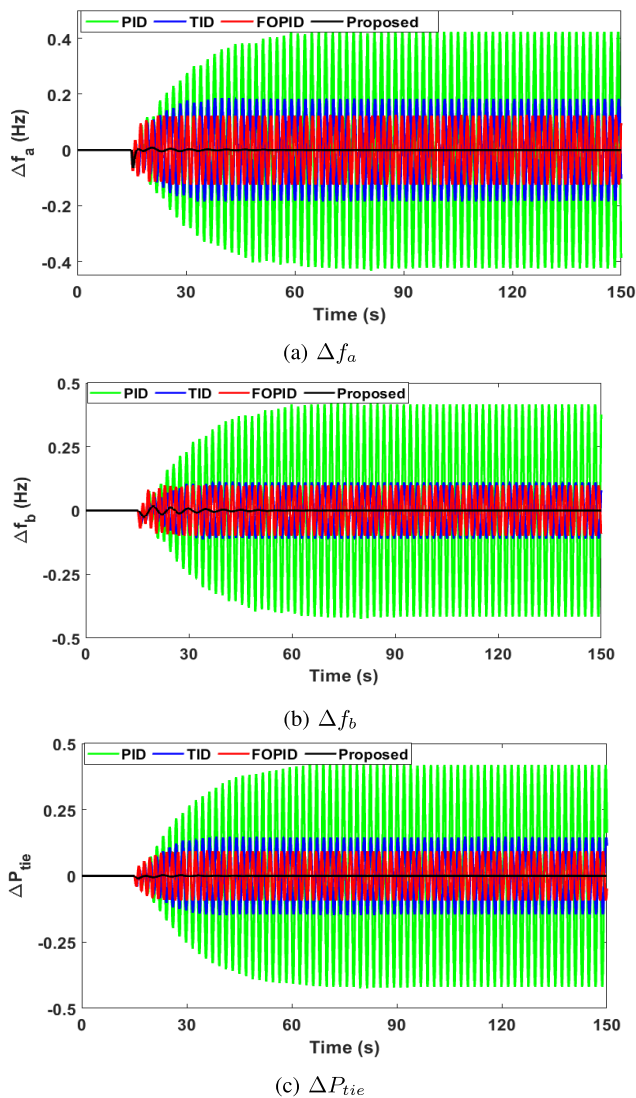 PID TID FOPID Proposed
0.4
0.2
0
-0.2
-0.4
Δf_a (Hz)
0 30 60 90 120 150
Time (s)
(a) Δf_a
PID TID FOPID Proposed
0.5
0.25
0
-0.25
-0.5
Δf_b (Hz)
0 30 60 90 120 150
Time (s)
(b) Δf_b
PID TID FOPID Proposed
0.5
0.25
0
-0.25
-0.5
ΔP_tie
0 30 60 90 120 150
Time (s)
(c) ΔP_tie